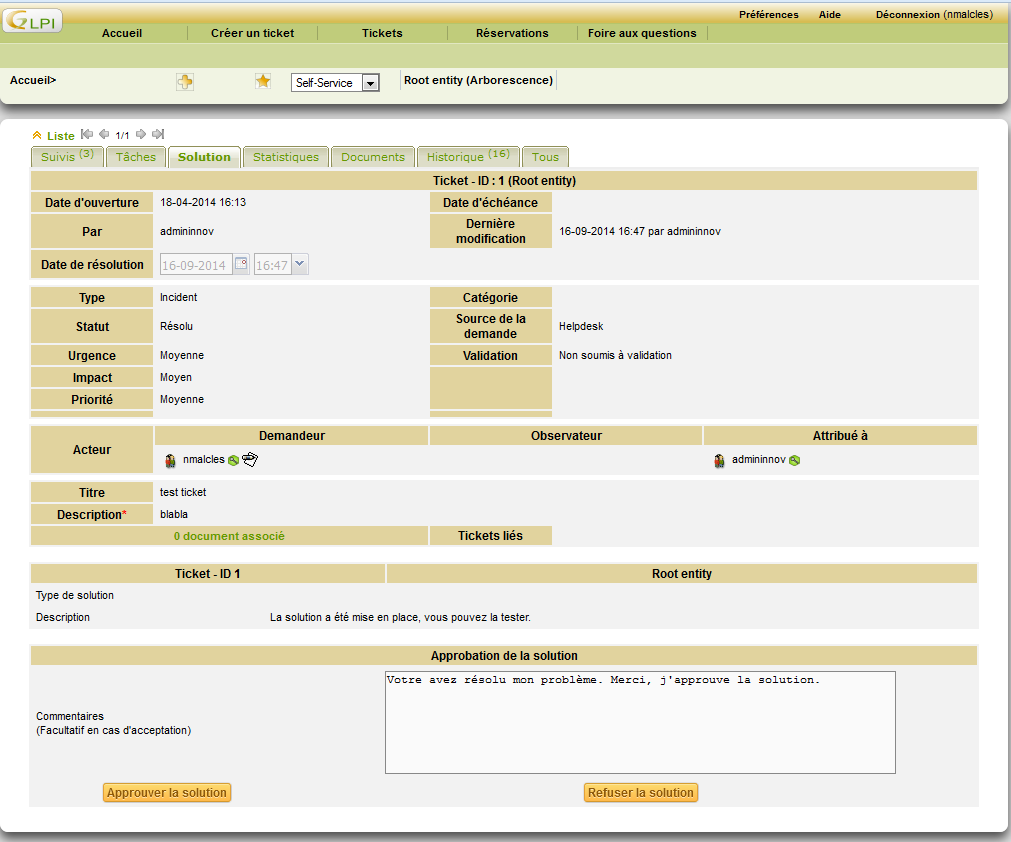 GLPI
Préférences Aide Déconnexion (nmalcles)
Accueil Créer un ticket Tickets Réservations Foire aux questions
Accueil> Self-Service Root entity (Arborescence)
Liste 1/1
Suivis (3) Tâches Solution Statistiques Documents Historique (16) Tous
Ticket - ID : 1 (Root entity)
Date d'ouverture 18-04-2014 16:13 Date d'échéance
Par admininnov Dernière
modification 16-09-2014 16:47 par admininnov
Date de résolution 16-09-2014 16:47
Type Incident Catégorie
Statut Résolu Source de la
demande Helpdesk
Urgence Moyenne Validation Non soumis à validation
Impact Moyen
Priorité Moyenne
Acteur Demandeur Observateur Attribué à
nmalcles admininnov
Titre test ticket
Description* blabla
0 document associé Tickets liés
Ticket - ID 1 Root entity
Type de solution
Description La solution a été mise en place, vous pouvez la tester.
Approbation de la solution
Votre avez résolu mon problème. Merci, j'approuve la solution.
Commentaires
(Facultatif en cas d'acceptation)
Approuver la solution Refuser la solution